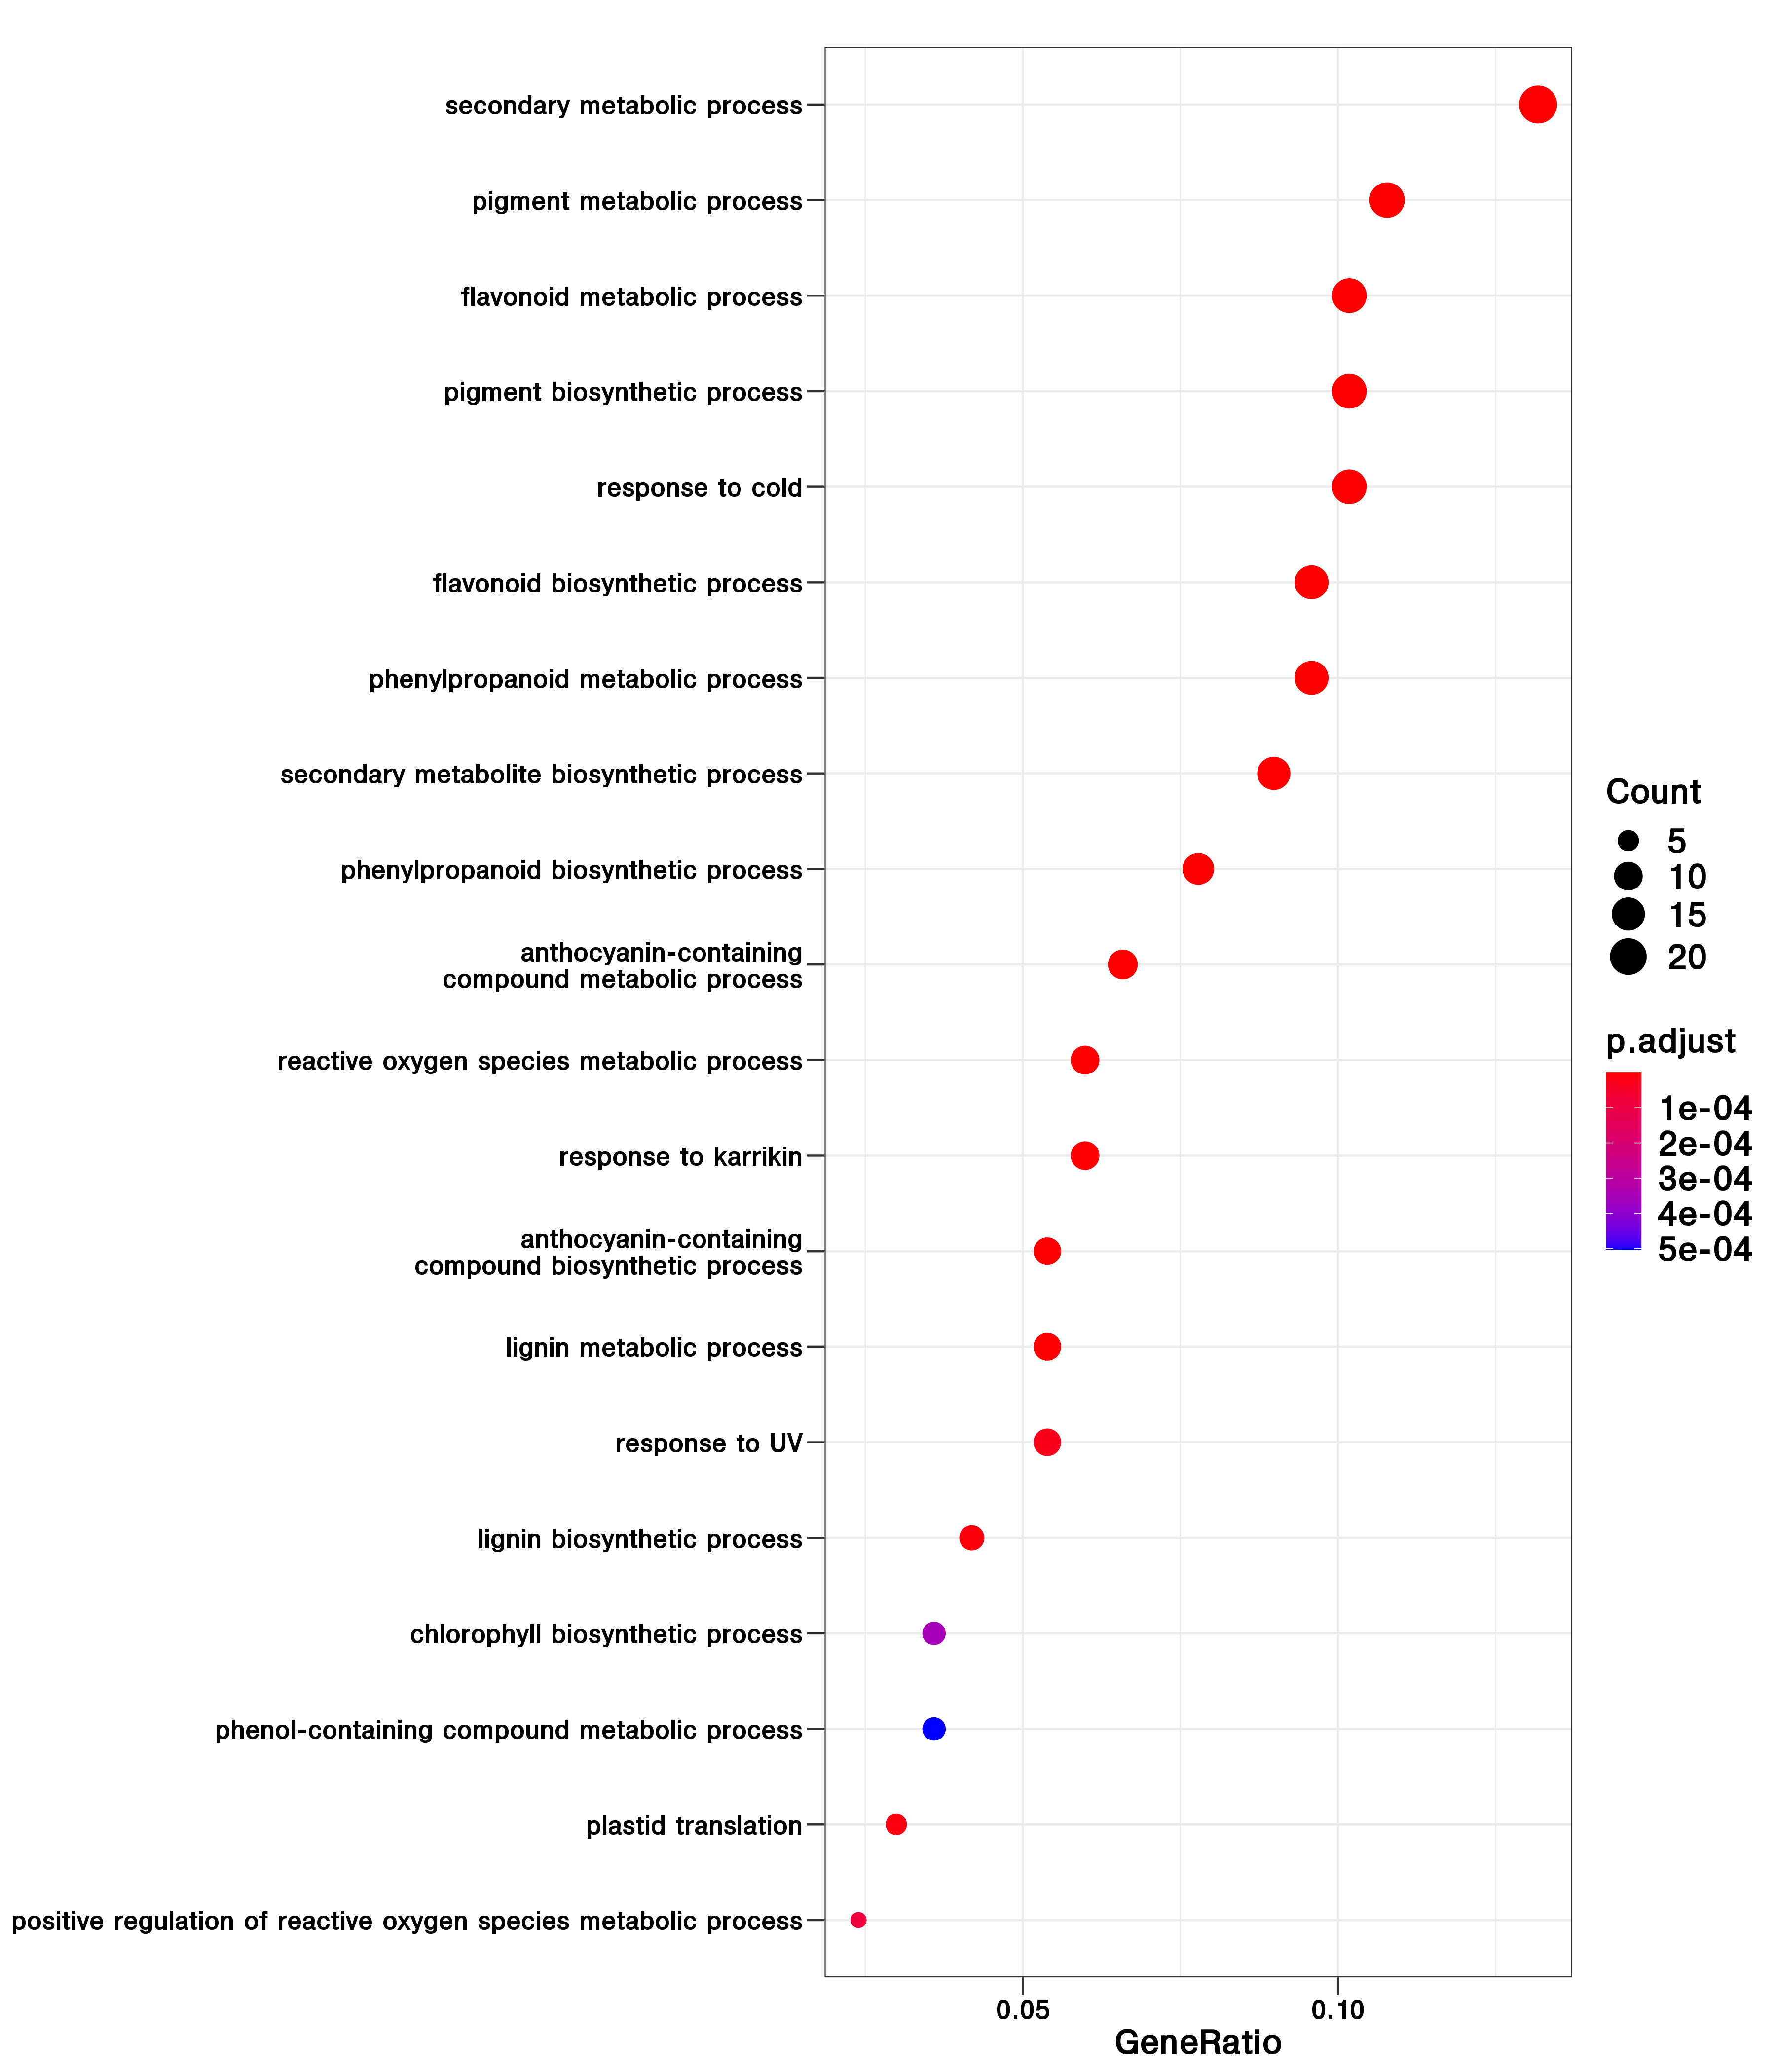 secondary metabolic process
pigment metabolic process
flavonoid metabolic process
pigment biosynthetic process
response to cold
flavonoid biosynthetic process
phenylpropanoid metabolic process
secondary metabolite biosynthetic process
phenylpropanoid biosynthetic process
anthocyanin-containing
compound metabolic process
reactive oxygen species metabolic process
response to karrikin
anthocyanin-containing
compound biosynthetic process
lignin metabolic process
response to UV
lignin biosynthetic process
chlorophyll biosynthetic process
phenol-containing compound metabolic process
plastid translation
positive regulation of reactive oxygen species metabolic process
0.05
0.10
GeneRatio
Count
5
10
15
20
p.adjust
1e-04
2e-04
3e-04
4e-04
5e-04